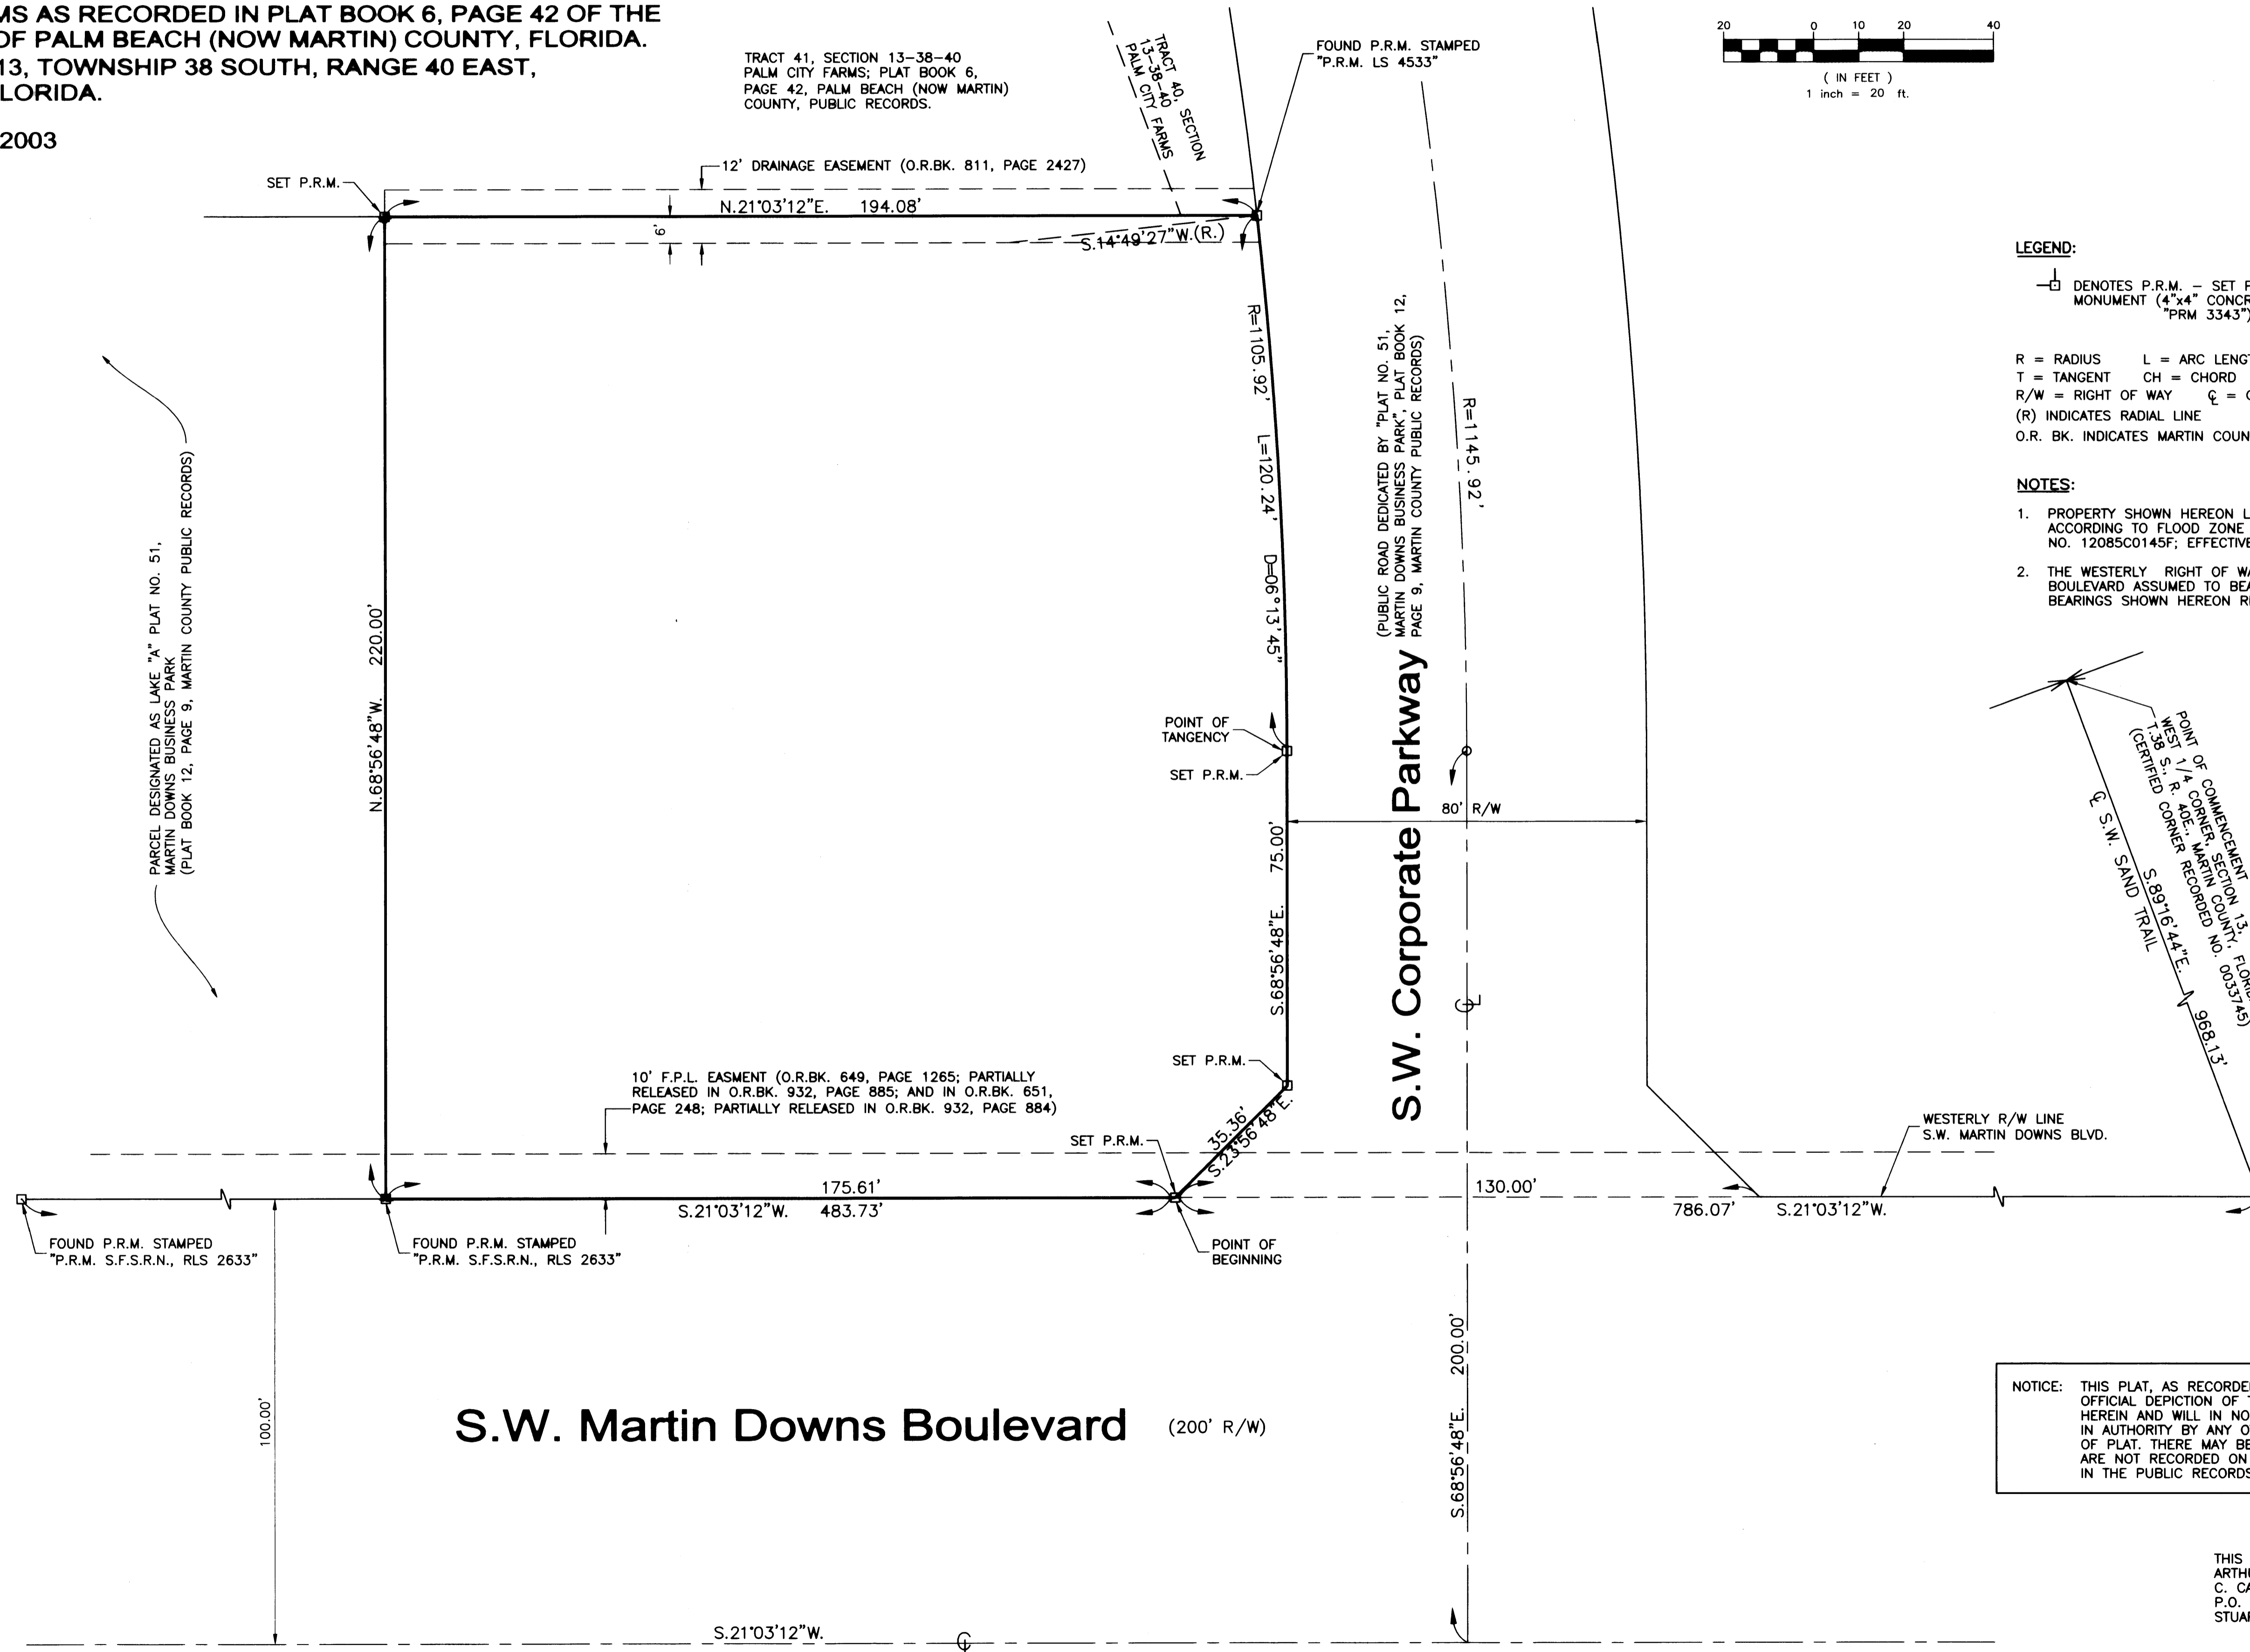 MS AS RECORDED IN PLAT BOOK 6, PAGE 42 OF THE
OF PALM BEACH (NOW MARTIN) COUNTY, FLORIDA.
13, TOWNSHIP 38 SOUTH, RANGE 40 EAST,
LORIDA.
2003
TRACT 41, SECTION 13-38-40
PALM CITY FARMS; PLAT BOOK 6,
PAGE 42, PALM BEACH (NOW MARTIN)
COUNTY, PUBLIC RECORDS.
TRACT 40, SECTION
13-38-40
PALM CITY FARMS
FOUND P.R.M. STAMPED
"P.R.M. LS 4533"
20 0 10 20 40
( IN FEET )
1 inch = 20 ft.
SET P.R.M.
12' DRAINAGE EASEMENT (O.R.BK. 811, PAGE 2427)
N.21°03'12"E. 194.08'
6'
S.14°49'27"W.(R.)
LEGEND:
DENOTES P.R.M. – SET P
MONUMENT (4"x4" CONCR
"PRM 3343")
R = RADIUS L = ARC LENGT
T = TANGENT CH = CHORD
R/W = RIGHT OF WAY ℄ = C
(R) INDICATES RADIAL LINE
O.R. BK. INDICATES MARTIN COUN
NOTES:
1. PROPERTY SHOWN HEREON L
ACCORDING TO FLOOD ZONE
NO. 12085C0145F; EFFECTIVE
2. THE WESTERLY RIGHT OF WA
BOULEVARD ASSUMED TO BEA
BEARINGS SHOWN HEREON R
R=1105.92' L=120.24' D=06°13'45"
R=1145.92'
(PUBLIC ROAD DEDICATED BY "PLAT NO. 51,
MARTIN DOWNS BUSINESS PARK", PLAT BOOK 12,
PAGE 9, MARTIN COUNTY PUBLIC RECORDS)
S.W. Corporate Parkway
PARCEL DESIGNATED AS LAKE "A" PLAT NO. 51,
MARTIN DOWNS BUSINESS PARK
(PLAT BOOK 12, PAGE 9, MARTIN COUNTY PUBLIC RECORDS)
N.68°56'48"W. 220.00'
POINT OF
TANGENCY
SET P.R.M.
80' R/W
S.68°56'48"E. 75.00'
℄
POINT OF COMMENCEMENT
WEST 1/4 CORNER, SECTION 13,
T.38 S., R. 40E., MARTIN COUNTY, FLORID
(CERTIFIED CORNER RECORDED NO. 0033745)
℄ S.W. SAND TRAIL
S.89°16'44"E. 968.13'
SET P.R.M.
10' F.P.L. EASMENT (O.R.BK. 649, PAGE 1265; PARTIALLY
RELEASED IN O.R.BK. 932, PAGE 885; AND IN O.R.BK. 651,
PAGE 248; PARTIALLY RELEASED IN O.R.BK. 932, PAGE 884)
SET P.R.M.
35.36'
S.23°56'48"E.
WESTERLY R/W LINE
S.W. MARTIN DOWNS BLVD.
175.61'
S.21°03'12"W. 483.73'
130.00'
786.07' S.21°03'12"W.
FOUND P.R.M. STAMPED
"P.R.M. S.F.S.R.N., RLS 2633"
FOUND P.R.M. STAMPED
"P.R.M. S.F.S.R.N., RLS 2633"
POINT OF
BEGINNING
100.00'
S.W. Martin Downs Boulevard (200' R/W)
S.68°56'48"E. 200.00'
NOTICE: THIS PLAT, AS RECORDE
OFFICIAL DEPICTION OF T
HEREIN AND WILL IN NO
IN AUTHORITY BY ANY O
OF PLAT. THERE MAY BE
ARE NOT RECORDED ON
IN THE PUBLIC RECORDS
THIS
ARTHU
C. CA
P.O.
STUAR
S.21°03'12"W.
℄